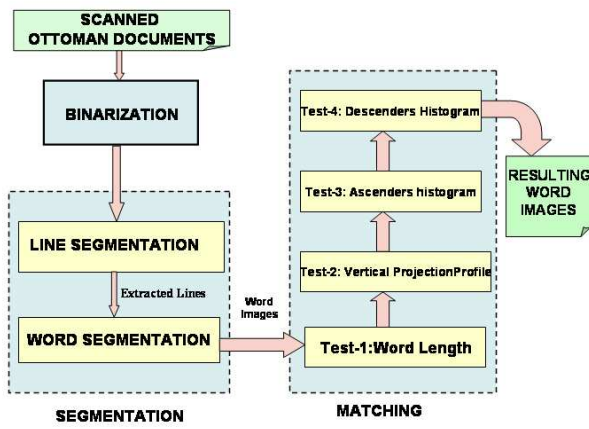 SCANNED
OTTOMAN DOCUMENTS
BINARIZATION
LINE SEGMENTATION
Extracted Lines
WORD SEGMENTATION
SEGMENTATION
Word
Images
Test-1:Word Length
Test-2: Vertical ProjectionProfile
Test-3: Ascenders histogram
Test-4: Descenders Histogram
MATCHING
RESULTING
WORD
IMAGES